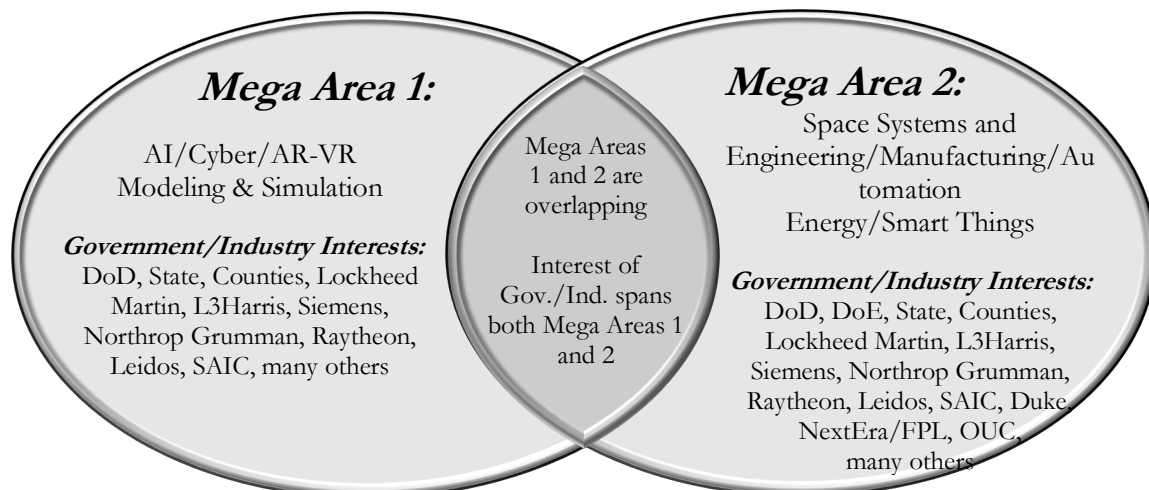 Mega Area 1:
AI/Cyber/AR-VR
Modeling & Simulation
Government/Industry Interests:
DoD, State, Counties, Lockheed
Martin, L3Harris, Siemens,
Northrop Grumman, Raytheon,
Leidos, SAIC, many others
Mega Areas
1 and 2 are
overlapping
Interest of
Gov./Ind. spans
both Mega Areas 1
and 2
Mega Area 2:
Space Systems and
Engineering/Manufacturing/Au
tomation
Energy/Smart Things
Government/Industry Interests:
DoD, DoE, State, Counties,
Lockheed Martin, L3Harris,
Siemens, Northrop Grumman,
Raytheon, Leidos, SAIC, Duke,
NextEra/FPL, OUC,
many others